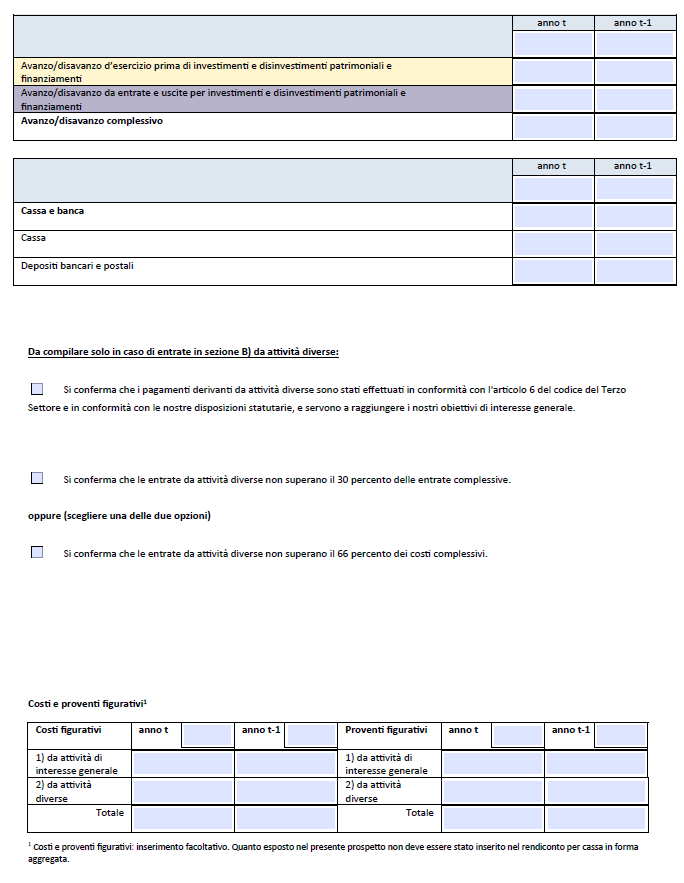 anno t anno t-1
Avanzo/disavanzo d'esercizio prima di investimenti e disinvestimenti patrimoniali e
finanziamenti
Avanzo/disavanzo da entrate e uscite per investimenti e disinvestimenti patrimoniali e
finanziamenti
Avanzo/disavanzo complessivo
anno t anno t-1
Cassa e banca
Cassa
Depositi bancari e postali
Da compilare solo in caso di entrate in sezione B) da attività diverse:
Si conferma che i pagamenti derivanti da attività diverse sono stati effettuati in conformità con l'articolo 6 del codice del Terzo
Settore e in conformità con le nostre disposizioni statutarie, e servono a raggiungere i nostri obiettivi di interesse generale.
Si conferma che le entrate da attività diverse non superano il 30 percento delle entrate complessive.
oppure (scegliere una delle due opzioni)
Si conferma che le entrate da attività diverse non superano il 66 percento dei costi complessivi.
Costi e proventi figurativi¹
Costi figurativi anno t anno t-1 Proventi figurativi anno t anno t-1
1) da attività di 1) da attività di
interesse generale interesse generale
2) da attività 2) da attività
diverse diverse
Totale Totale
¹ Costi e proventi figurativi: inserimento facoltativo. Quanto esposto nel presente prospetto non deve essere stato inserito nel rendiconto per cassa in forma
aggregata.